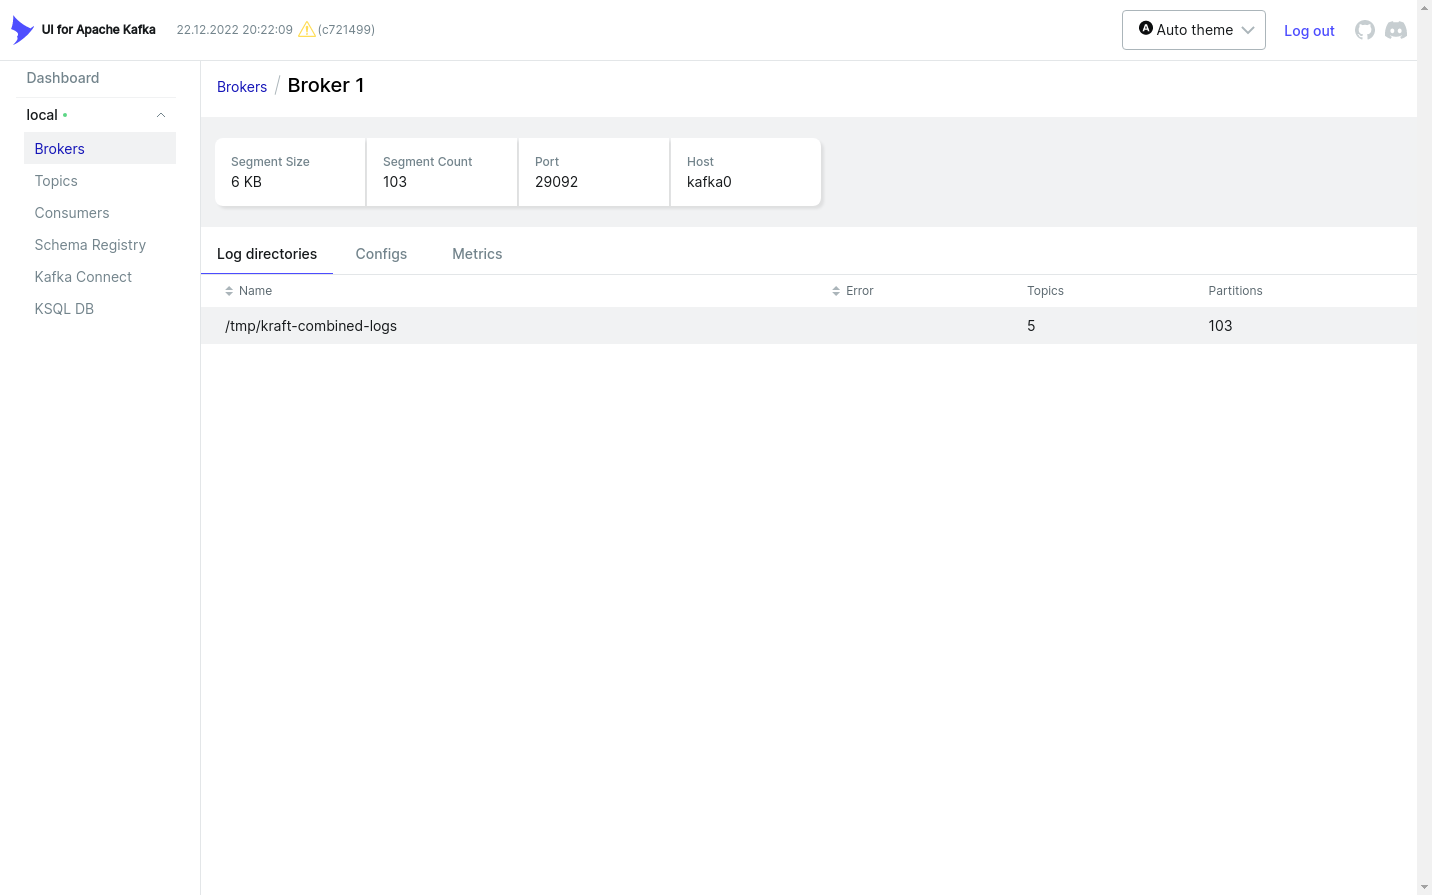 UI for Apache Kafka 22.12.2022 20:22:09 (c721499) A Auto theme Log out
Dashboard
local
Brokers
Topics
Consumers
Schema Registry
Kafka Connect
KSQL DB
Brokers / Broker 1
Segment Size Segment Count Port Host
6 KB 103 29092 kafka0
Log directories Configs Metrics
Name Error Topics Partitions
/tmp/kraft-combined-logs 5 103